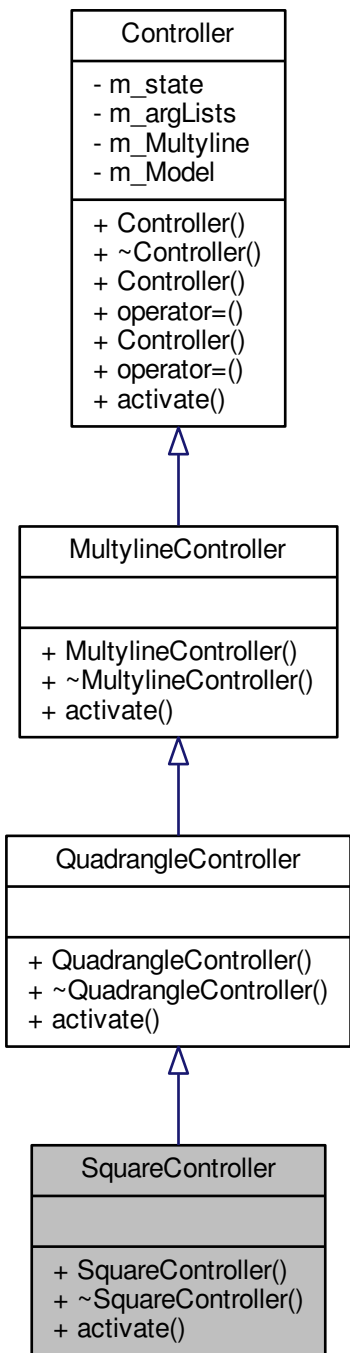 Controller
- m_state
- m_argLists
- m_Multyline
- m_Model
+ Controller()
+ ~Controller()
+ Controller()
+ operator=()
+ Controller()
+ operator=()
+ activate()
MultylineController
+ MultylineController()
+ ~MultylineController()
+ activate()
QuadrangleController
+ QuadrangleController()
+ ~QuadrangleController()
+ activate()
SquareController
+ SquareController()
+ ~SquareController()
+ activate()